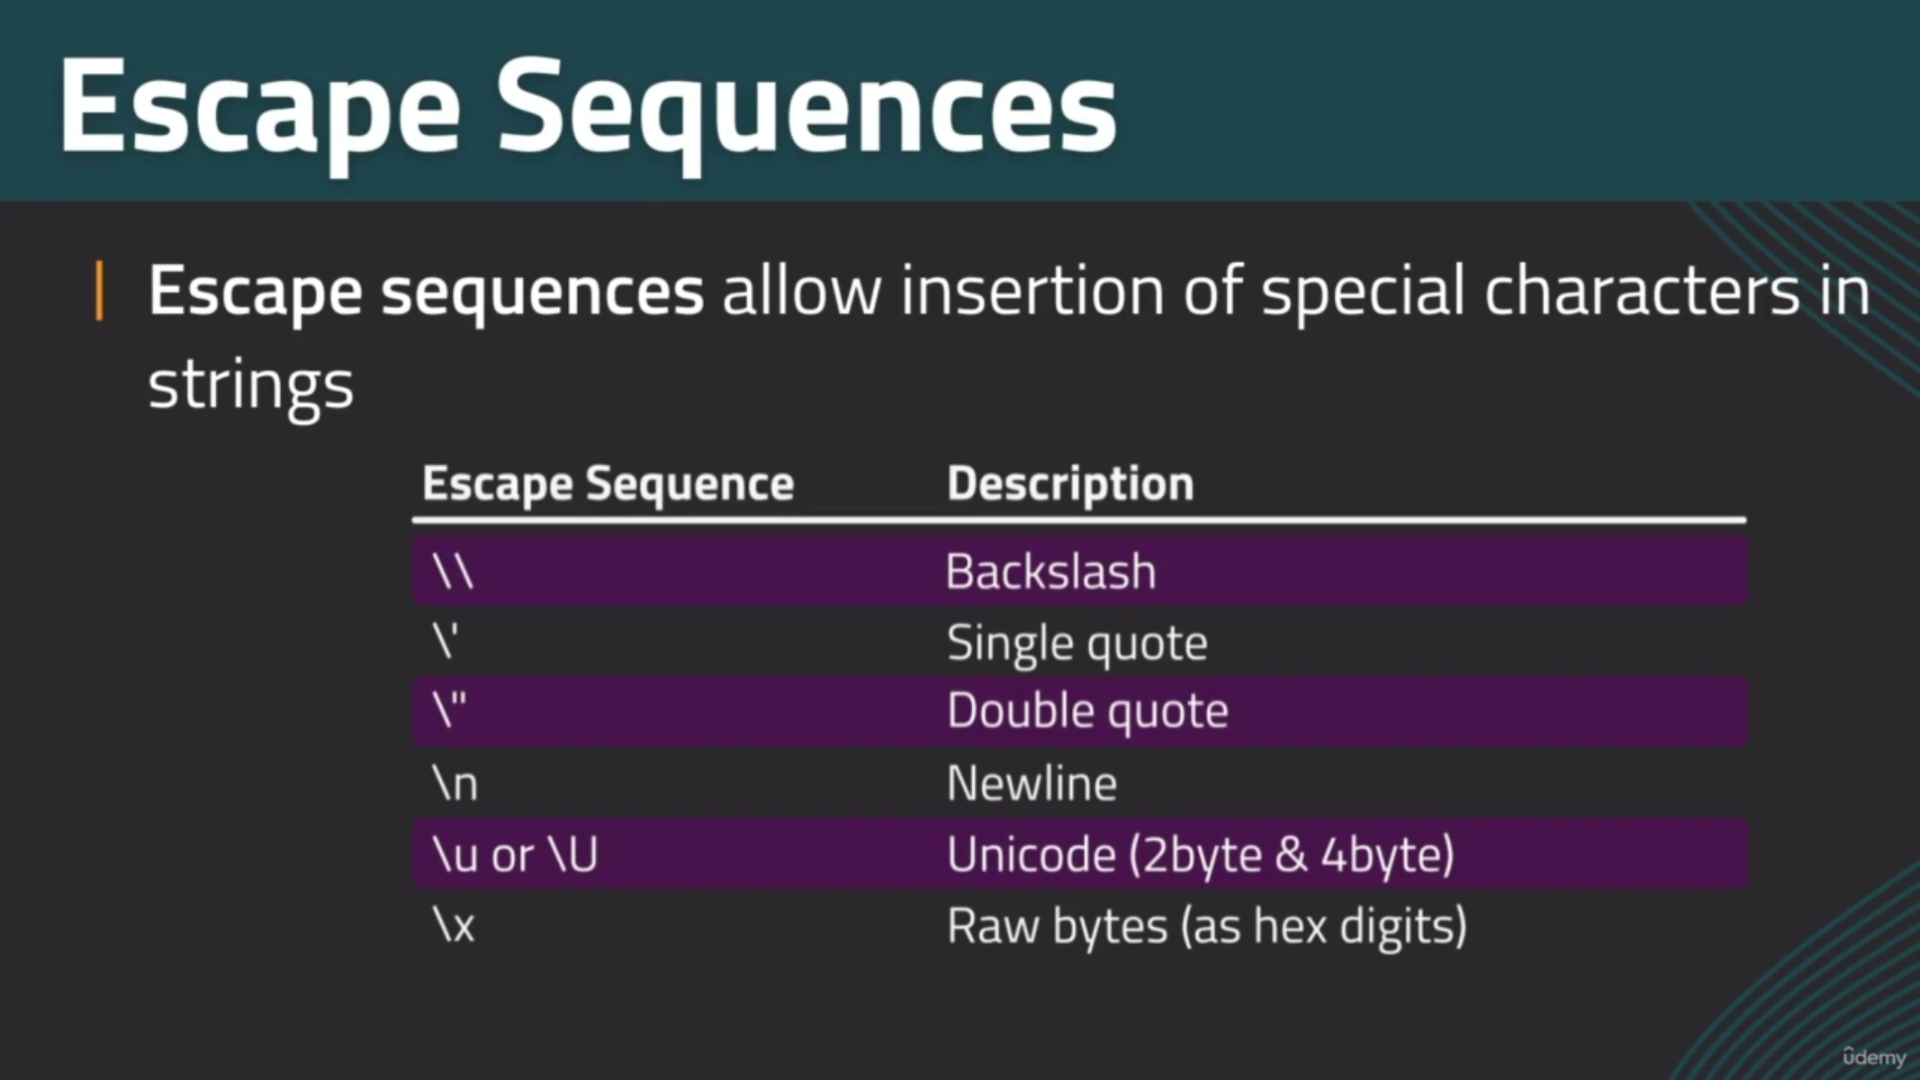 Escape Sequences
Escape sequences allow insertion of special characters in
strings
Escape Sequence Description
\\ Backslash
\' Single quote
\" Double quote
\n Newline
\u or \U Unicode (2byte & 4byte)
\x Raw bytes (as hex digits)
ûdemy